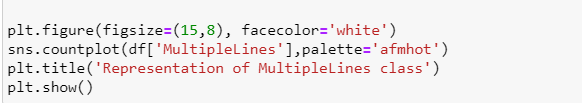 plt.figure(figsize=(15,8), facecolor='white')
sns.countplot(df['MultipleLines'],palette='afmhot')
plt.title('Representation of MultipleLines class')
plt.show()